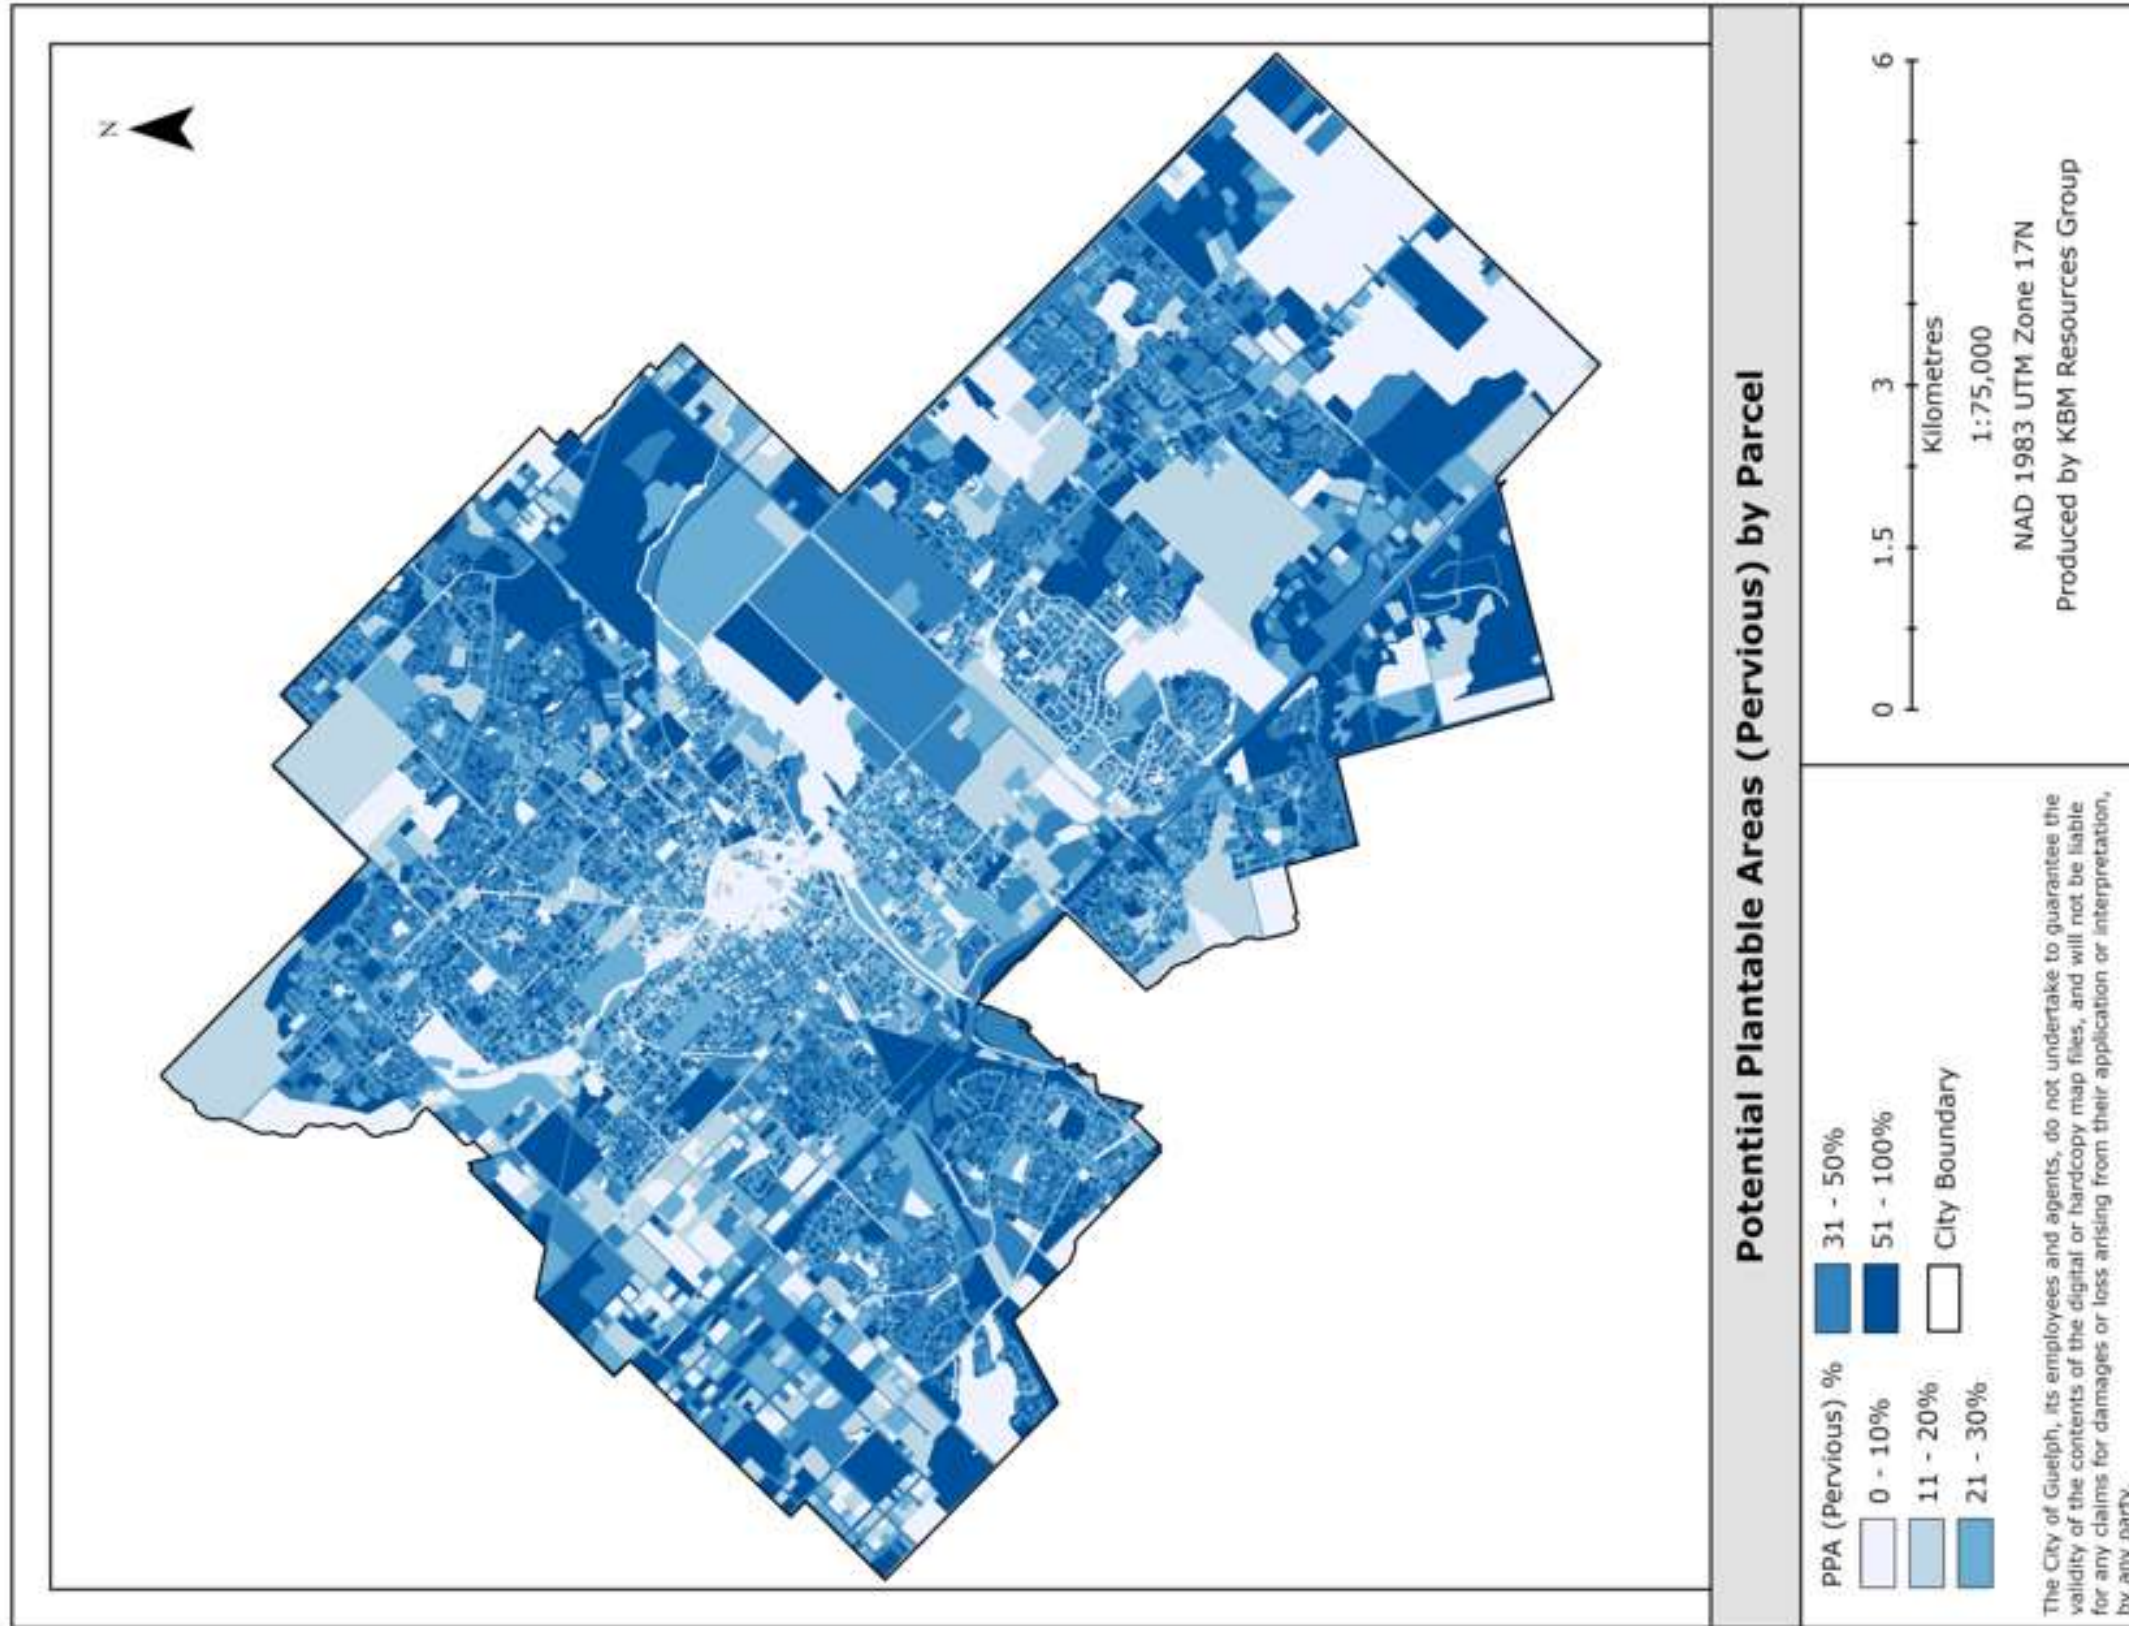 N
Potential Plantable Areas (Pervious) by Parcel
PPA (Pervious) %
0 - 10%
11 - 20%
21 - 30%
31 - 50%
51 - 100%
City Boundary
The City of Guelph, its employees and agents, do not undertake to guarantee the
validity of the contents of the digital or hardcopy map files, and will not be liable
for any claims for damages or loss arising from their application or interpretation,
by any party.
0 1.5 3 6
Kilometres
1:75,000
NAD 1983 UTM Zone 17N
Produced by KBM Resources Group